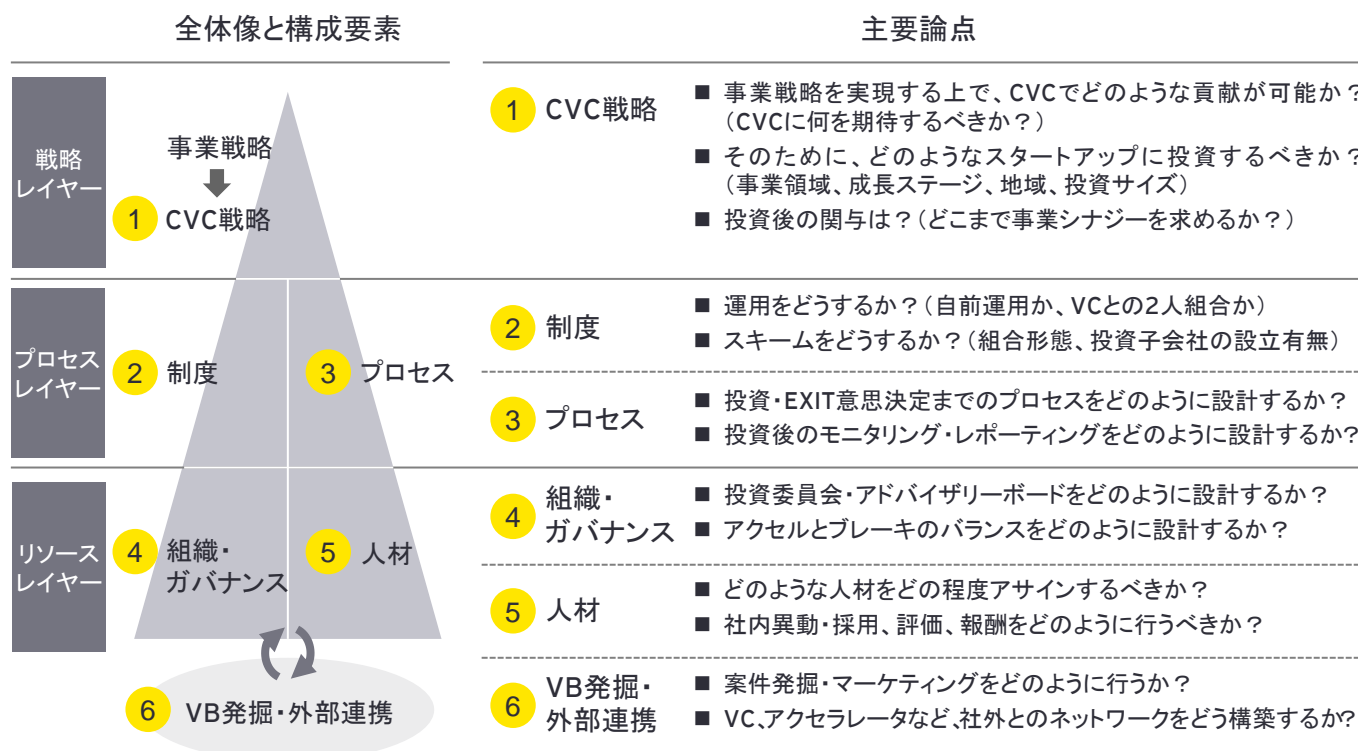 全体像と構成要素
主要論点
戦略
レイヤー
事業戦略
1 CVC戦略
プロセス
レイヤー
2 制度
3 プロセス
リソース
レイヤー
4 組織・
ガバナンス
5 人材
6 VB発掘・外部連携
1 CVC戦略
■ 事業戦略を実現する上で、CVCでどのような貢献が可能か?
(CVCに何を期待するべきか?)
■ そのために、どのようなスタートアップに投資するべきか?
(事業領域、成長ステージ、地域、投資サイズ)
■ 投資後の関与は?(どこまで事業シナジーを求めるか?)
2 制度
■ 運用をどうするか?(自前運用か、VCとの2人組合か)
■ スキームをどうするか?(組合形態、投資子会社の設立有無)
3 プロセス
■ 投資・EXIT意思決定までのプロセスをどのように設計するか?
■ 投資後のモニタリング・レポーティングをどのように設計するか?
4 組織・
ガバナンス
■ 投資委員会・アドバイザリーボードをどのように設計するか?
■ アクセルとブレーキのバランスをどのように設計するか?
5 人材
■ どのような人材をどの程度アサインするべきか?
■ 社内異動・採用、評価、報酬をどのように行うべきか?
6 VB発掘・
外部連携
■ 案件発掘・マーケティングをどのように行うか?
■ VC、アクセラレータなど、社外とのネットワークをどう構築するか?